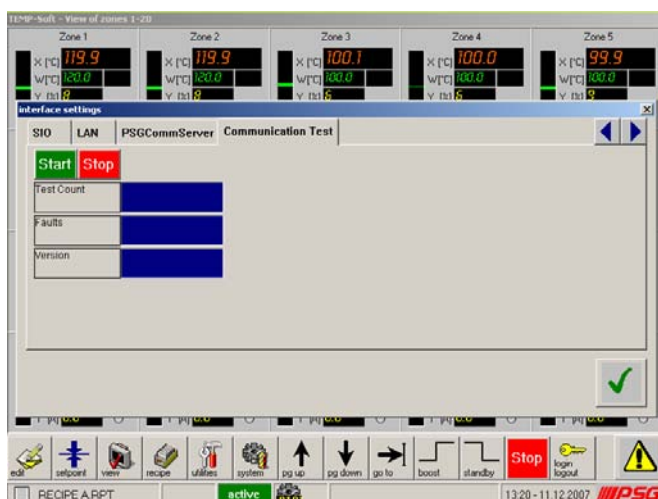 TEMP-Soft - View of zones 1-20
Zone 1 Zone 2 Zone 3 Zone 4 Zone 5
X [°C] 119.9 X [°C] 119.9 X [°C] 100.1 X [°C] 100.0 X [°C] 99.9
W[°C] 120.0 W[°C] 120.0 W[°C] 100.0 W[°C] 100.0 W[°C] 100.0
interface settings
SIO LAN PSGCommServer Communication Test
Start Stop
Test Count
Faults
Version
edit setpoint view recipe utilities system pg up pg down go to boost standby Stop login logout
RECIPE A.RPT active 13:20 - 11.12.2007 PSG